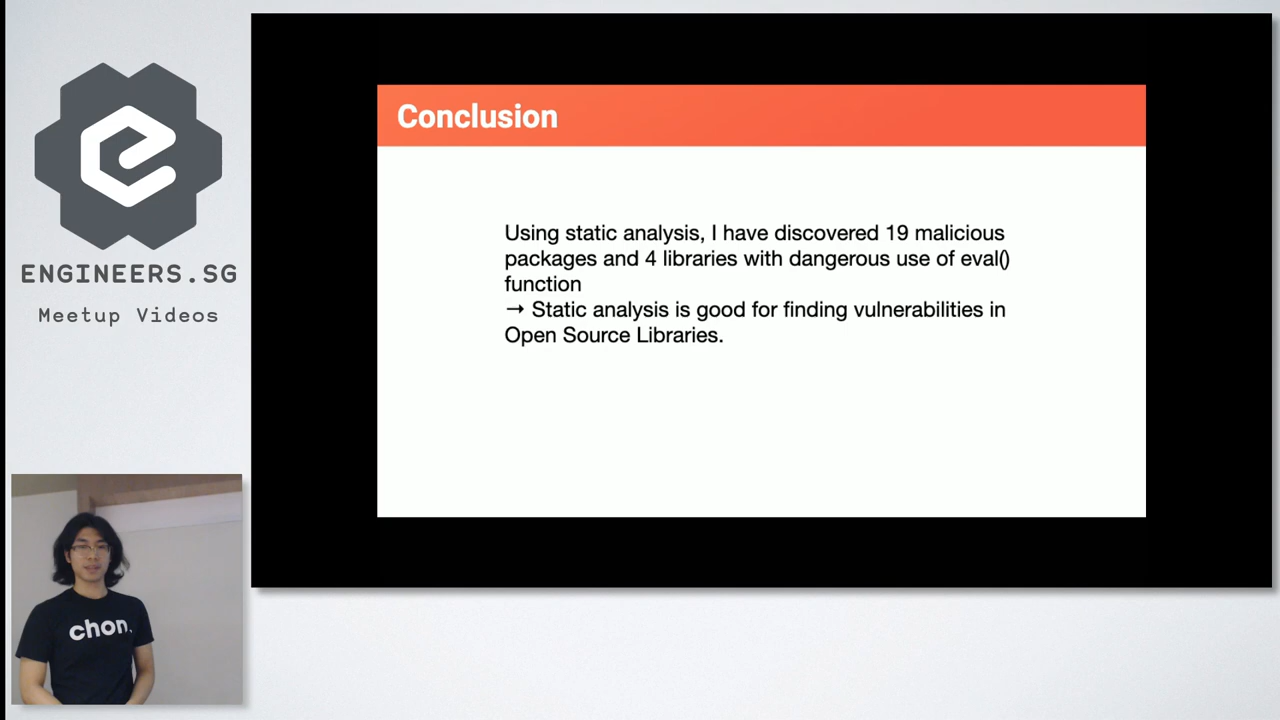 ENGINEERS.SG
Meetup Videos
Conclusion
Using static analysis, I have discovered 19 malicious
packages and 4 libraries with dangerous use of eval()
function
→ Static analysis is good for finding vulnerabilities in
Open Source Libraries.
chon.